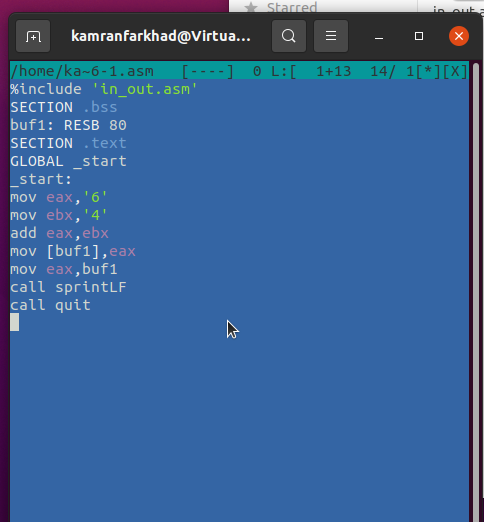 Starred
in_out.a
kamranfarkhad@Virtua...
/home/ka~6-1.asm [----] 0 L:[ 1+13 14/ 1[*][X]
%include 'in_out.asm'
SECTION .bss
buf1: RESB 80
SECTION .text
GLOBAL _start
_start:
mov eax,'6'
mov ebx,'4'
add eax,ebx
mov [buf1],eax
mov eax,buf1
call sprintLF
call quit